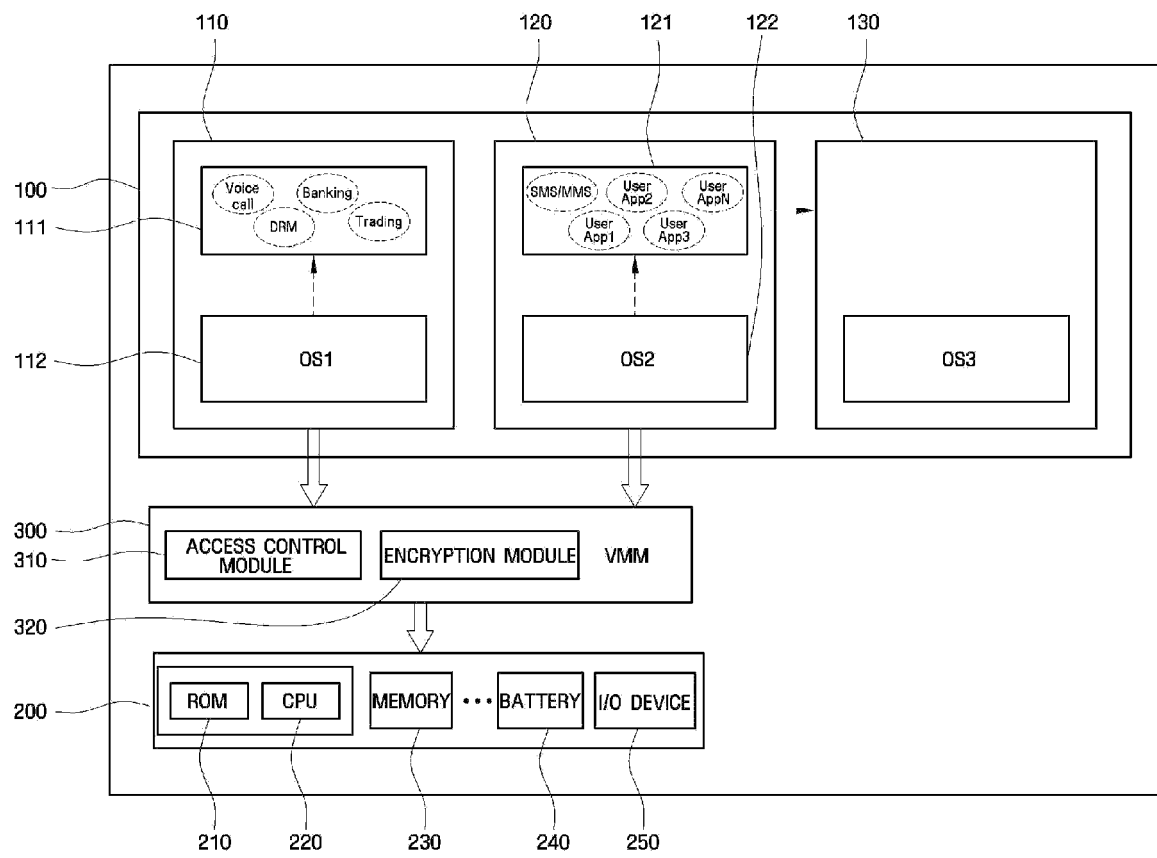 110 120 121 122 130
100
Voice call
Banking
DRM
Trading
111
SMS/MMS
User App2
User AppN
User App1
User App3
112
OS1
OS2
OS3
300
ACCESS CONTROL MODULE
ENCRYPTION MODULE
VMM
310
320
ROM
CPU
MEMORY
•••
BATTERY
I/O DEVICE
200
210 220 230 240 250